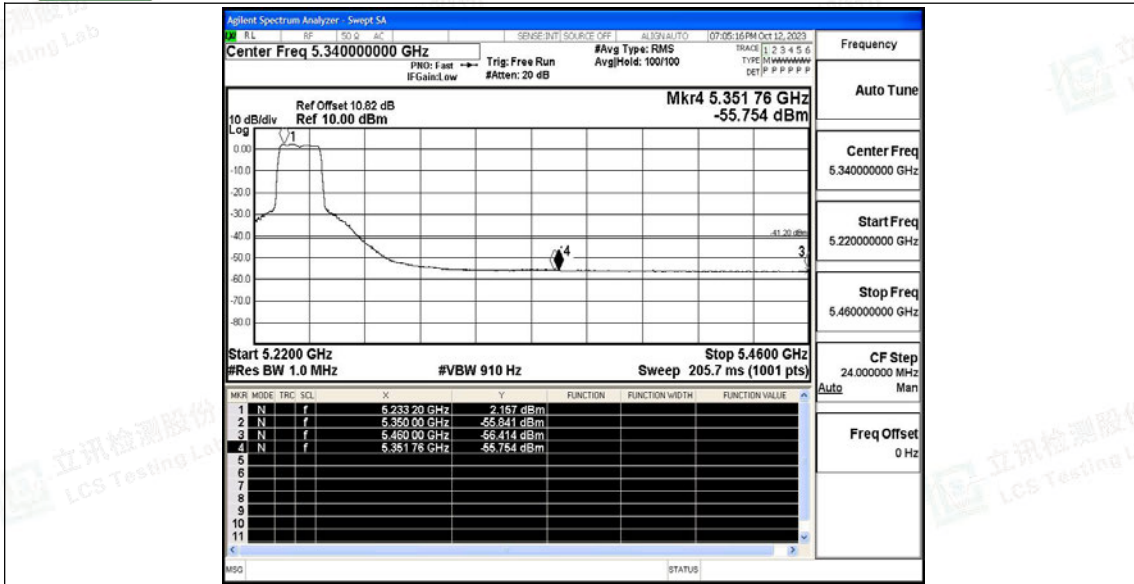 Agilent Spectrum Analyzer - Swept SA
RL RF 50 Ω AC SENSE:INT SOURCE OFF ALIGNAUTO 07:05:16PM Oct 12, 2023
Center Freq 5.340000000 GHz
PNO: Fast
IFGain:Low
Trig: Free Run
#Atten: 20 dB
#Avg Type: RMS
Avg|Hold: 100/100
TRACE 1 2 3 4 5 6
TYPE MWWWWW
DET P P P P P P
Mkr4 5.351 76 GHz
-55.754 dBm
Ref Offset 10.82 dB
10 dB/div Ref 10.00 dBm
Log
1
0.00
-10.0
-20.0
-30.0
-40.0
-41.20 dBm
4
3
-50.0
-60.0
-70.0
-80.0
Start 5.2200 GHz Stop 5.4600 GHz
#Res BW 1.0 MHz #VBW 910 Hz Sweep 205.7 ms (1001 pts)
MKR MODE TRC SCL X Y FUNCTION FUNCTION WIDTH FUNCTION VALUE
1 N f 5.233 20 GHz 2.157 dBm
2 N f 5.350 00 GHz -55.841 dBm
3 N f 5.460 00 GHz -56.414 dBm
4 N f 5.351 76 GHz -55.754 dBm
5
6
7
8
9
10
11
MSG STATUS
Frequency
Auto Tune
Center Freq
5.340000000 GHz
Start Freq
5.220000000 GHz
Stop Freq
5.460000000 GHz
CF Step
24.000000 MHz
Auto Man
Freq Offset
0 Hz
立讯检测股份
LCS Testing Lab
立讯检测股份
LCS Testing L